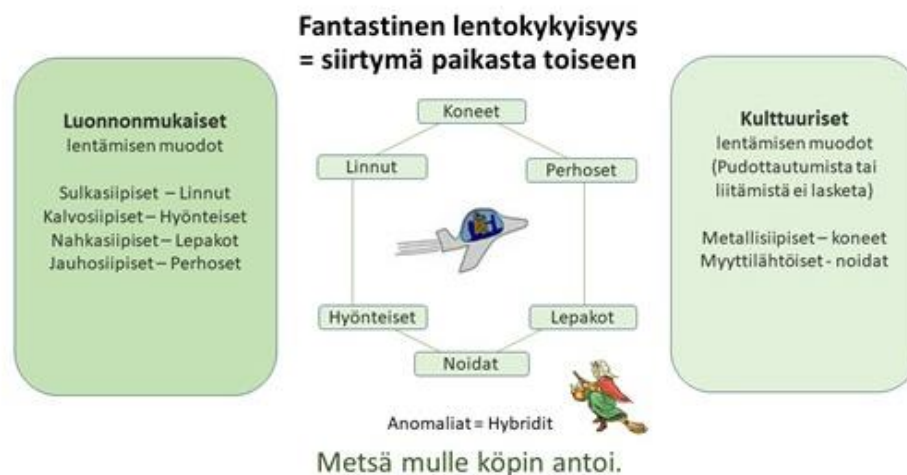 Fantastinen lentokykyisyys
= siirtymä paikasta toiseen
Luonnonmukaiset
lentämisen muodot
Sulkasiipiset – Linnut
Kalvosiipiset – Hyönteiset
Nahkasiipiset – Lepakot
Jauhosiipiset – Perhoset
Koneet
Linnut
Perhoset
Hyönteiset
Lepakot
Noidat
Kulttuuriset
lentämisen muodot
(Pudottautumista tai
liitämistä ei lasketa)
Metallisiipiset – koneet
Myyttilähtöiset - noidat
Anomaliat = Hybridit
Metsä mulle köpin antoi.